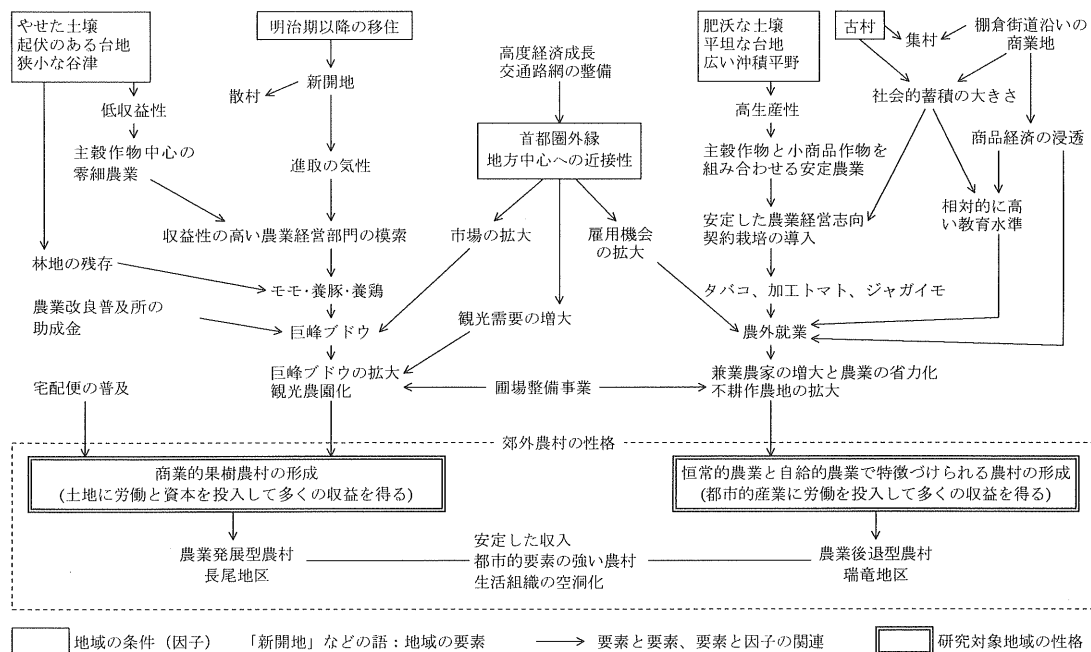 やせた土壌
起伏のある台地
狭小な谷津
明治期以降の移住
肥沃な土壌
平坦な台地
広い沖積平野
古村
集村
棚倉街道沿いの
商業地
高度経済成長
交通路網の整備
散村
新開地
低収益性
社会的蓄積の大きさ
高生産性
首都圏外縁
地方中心への近接性
商品経済の浸透
主穀作物中心の
零細農業
進取の気性
主穀作物と小商品作物を
組み合わせる安定農業
相対的に高
い教育水準
収益性の高い農業経営部門の模索
市場の拡大
雇用機会
の拡大
安定した農業経営志向
契約栽培の導入
林地の残存
モモ・養豚・養鶏
タバコ、加工トマト、ジャガイモ
農業改良普及所の
助成金
巨峰ブドウ
観光需要の増大
農外就業
宅配便の普及
巨峰ブドウの拡大
観光農園化
圃場整備事業
兼業農家の増大と農業の省力化
不耕作農地の拡大
郊外農村の性格
商業的果樹農村の形成
(土地に労働と資本を投入して多くの収益を得る)
恒常的農業と自給的農業で特徴づけられる農村の形成
(都市的産業に労働を投入して多くの収益を得る)
農業発展型農村
長尾地区
安定した収入
都市的要素の強い農村
生活組織の空洞化
農業後退型農村
瑞竜地区
地域の条件（因子） 「新開地」などの語：地域の要素 要素と要素、要素と因子の関連 研究対象地域の性格